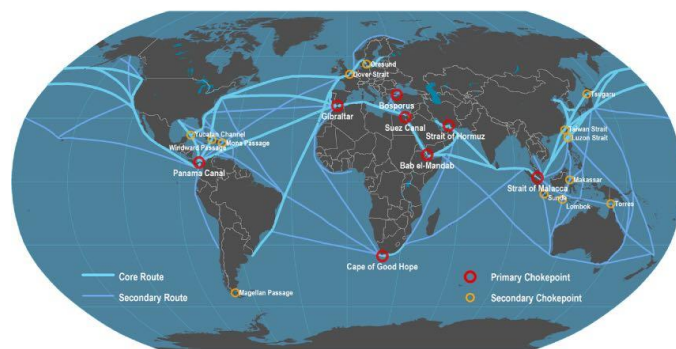 Oresund
Dover Strait
Tsugaru
Bosporus
Gibraltar
Suez Canal
Strait of Hormuz
Taiwan Strait
Luzon Strait
Yucatan Channel
Windward Passage
Mona Passage
Bab el-Mandab
Panama Canal
Strait of Malacca
Makassar
Sunda
Lombok
Torres
Cape of Good Hope
Magellan Passage
Core Route
Secondary Route
Primary Chokepoint
Secondary Chokepoint